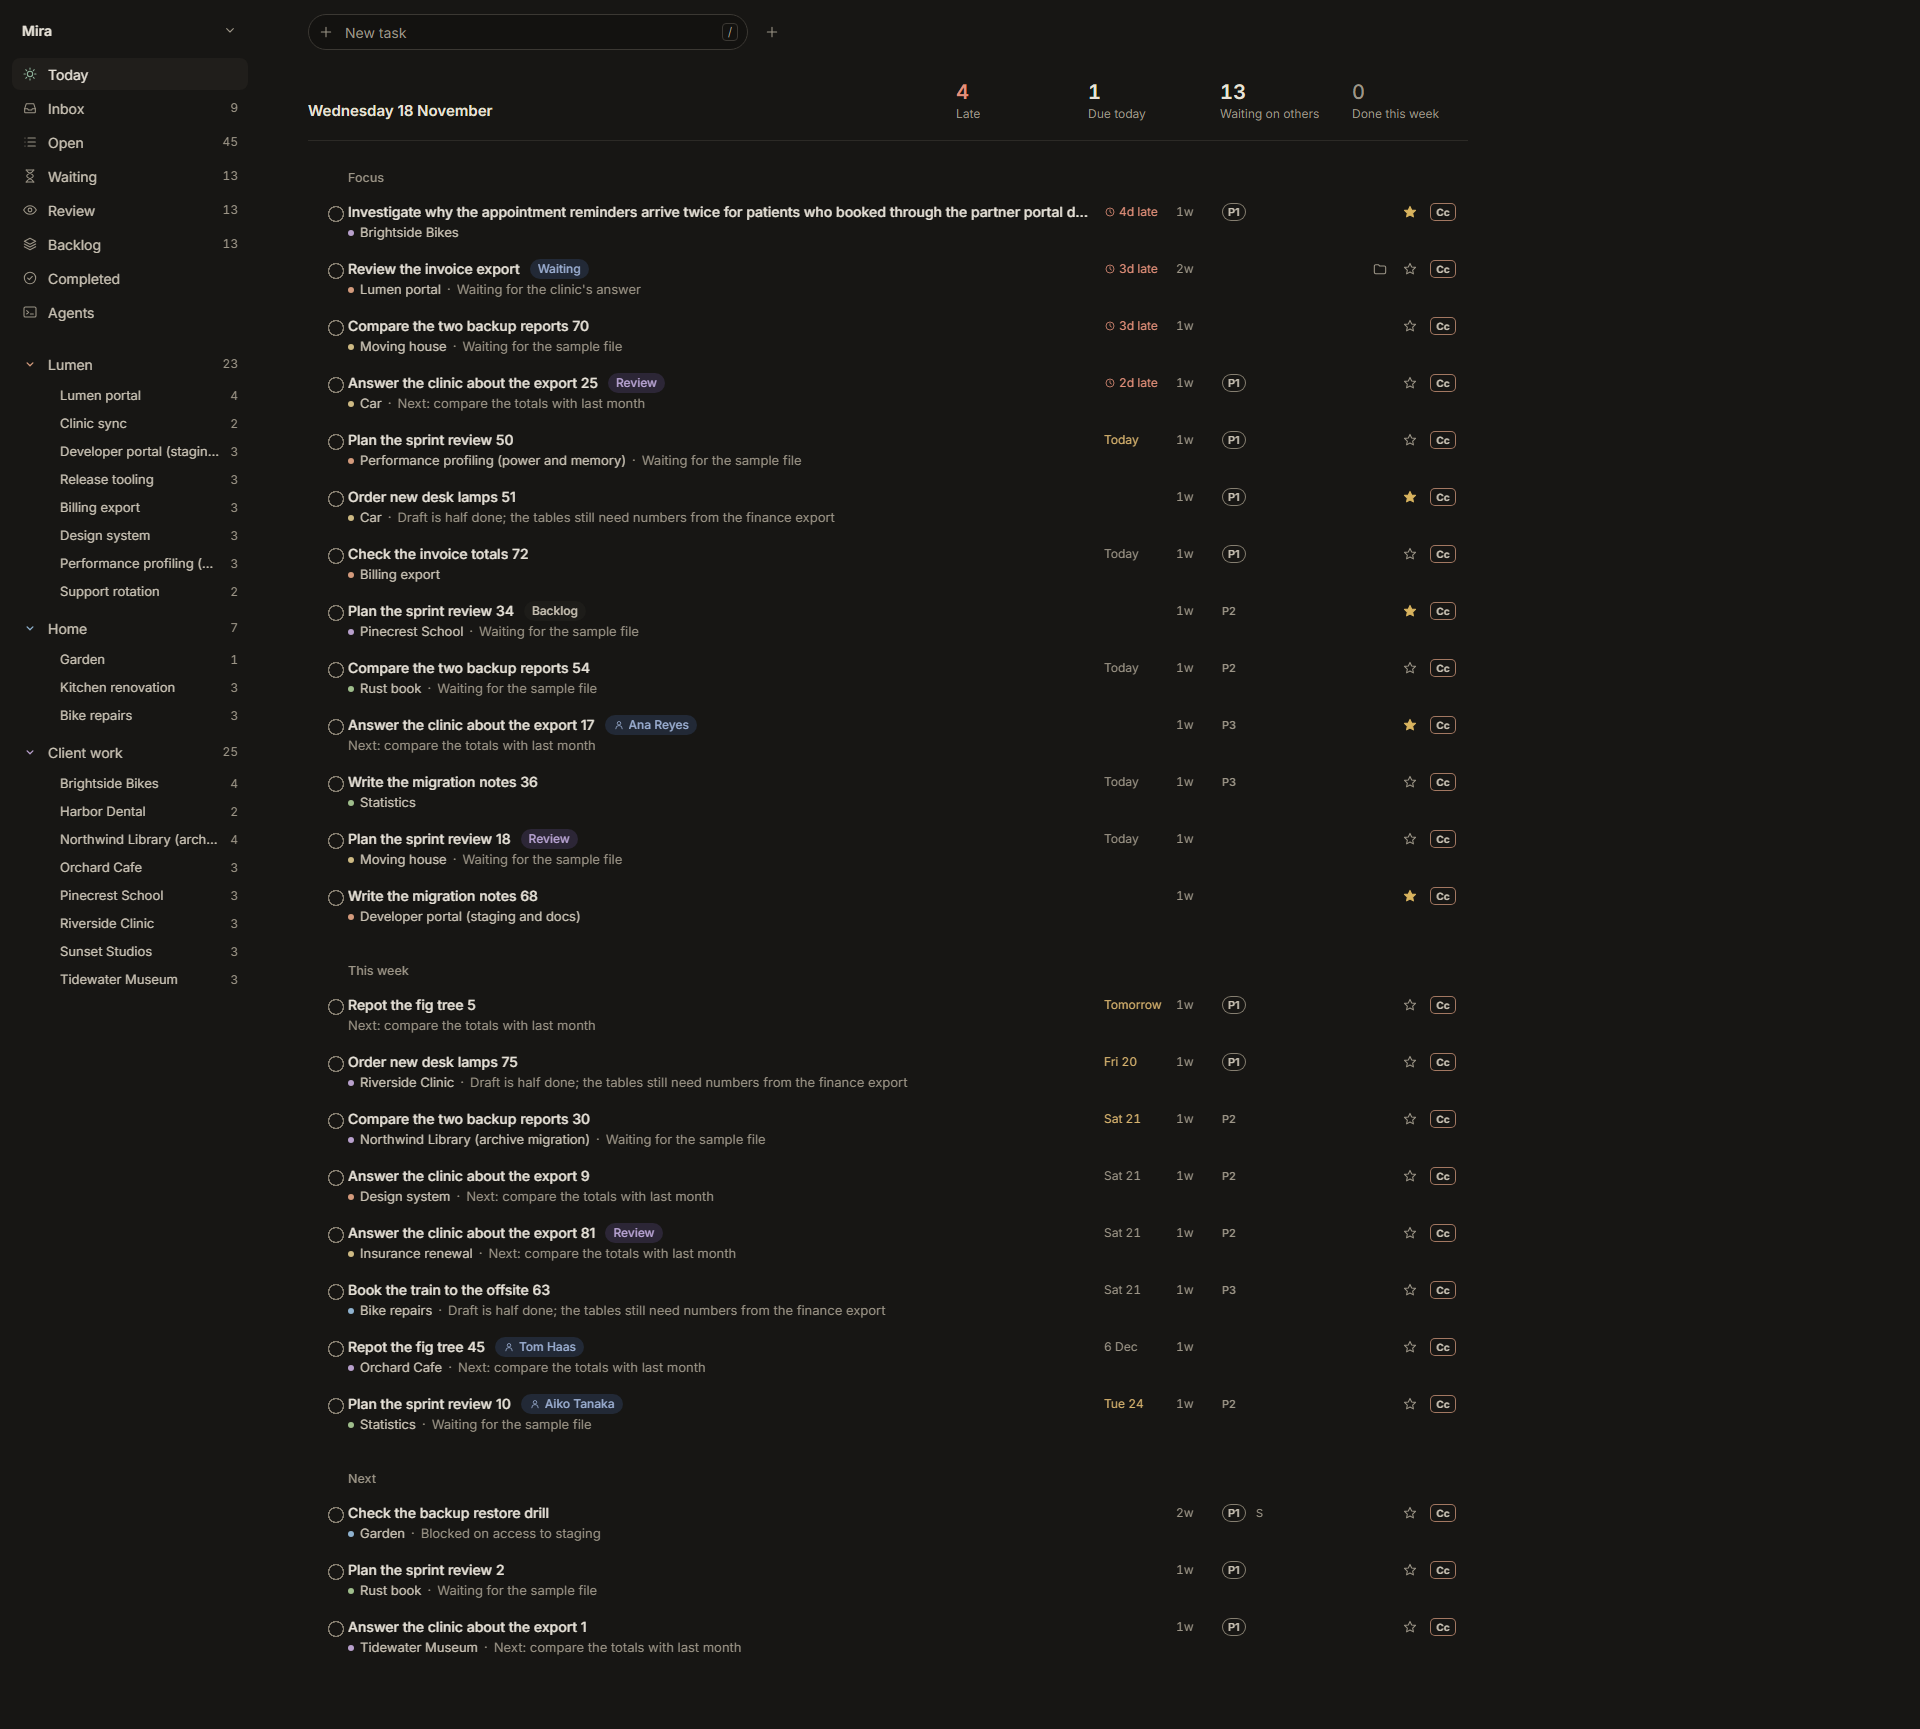 Mira
Today
Inbox 9
Open 45
Waiting 13
Review 13
Backlog 13
Completed
Agents
Lumen 23
Lumen portal 4
Clinic sync 2
Developer portal (stagin... 3
Release tooling 3
Billing export 3
Design system 3
Performance profiling (... 3
Support rotation 2
Home 7
Garden 1
Kitchen renovation 3
Bike repairs 3
Client work 25
Brightside Bikes 4
Harbor Dental 2
Northwind Library (arch... 4
Orchard Cafe 3
Pinecrest School 3
Riverside Clinic 3
Sunset Studios 3
Tidewater Museum 3
New task /
Wednesday 18 November
4 Late
1 Due today
13 Waiting on others
0 Done this week
Focus
Investigate why the appointment reminders arrive twice for patients who booked through the partner portal d... 4d late 1w P1 Cc
Brightside Bikes
Review the invoice export Waiting 3d late 2w Cc
Lumen portal · Waiting for the clinic's answer
Compare the two backup reports 70 3d late 1w Cc
Moving house · Waiting for the sample file
Answer the clinic about the export 25 Review 2d late 1w P1 Cc
Car · Next: compare the totals with last month
Plan the sprint review 50 Today 1w P1 Cc
Performance profiling (power and memory) · Waiting for the sample file
Order new desk lamps 51 1w P1 Cc
Car · Draft is half done; the tables still need numbers from the finance export
Check the invoice totals 72 Today 1w P1 Cc
Billing export
Plan the sprint review 34 Backlog 1w P2 Cc
Pinecrest School · Waiting for the sample file
Compare the two backup reports 54 Today 1w P2 Cc
Rust book · Waiting for the sample file
Answer the clinic about the export 17 Ana Reyes 1w P3 Cc
Next: compare the totals with last month
Write the migration notes 36 Today 1w P3 Cc
Statistics
Plan the sprint review 18 Review Today 1w Cc
Moving house · Waiting for the sample file
Write the migration notes 68 1w Cc
Developer portal (staging and docs)
This week
Repot the fig tree 5 Tomorrow 1w P1 Cc
Next: compare the totals with last month
Order new desk lamps 75 Fri 20 1w P1 Cc
Riverside Clinic · Draft is half done; the tables still need numbers from the finance export
Compare the two backup reports 30 Sat 21 1w P2 Cc
Northwind Library (archive migration) · Waiting for the sample file
Answer the clinic about the export 9 Sat 21 1w P2 Cc
Design system · Next: compare the totals with last month
Answer the clinic about the export 81 Review Sat 21 1w P2 Cc
Insurance renewal · Next: compare the totals with last month
Book the train to the offsite 63 Sat 21 1w P3 Cc
Bike repairs · Draft is half done; the tables still need numbers from the finance export
Repot the fig tree 45 Tom Haas 6 Dec 1w Cc
Orchard Cafe · Next: compare the totals with last month
Plan the sprint review 10 Aiko Tanaka Tue 24 1w P2 Cc
Statistics · Waiting for the sample file
Next
Check the backup restore drill 2w P1 S Cc
Garden · Blocked on access to staging
Plan the sprint review 2 1w P1 Cc
Rust book · Waiting for the sample file
Answer the clinic about the export 1 1w P1 Cc
Tidewater Museum · Next: compare the totals with last month